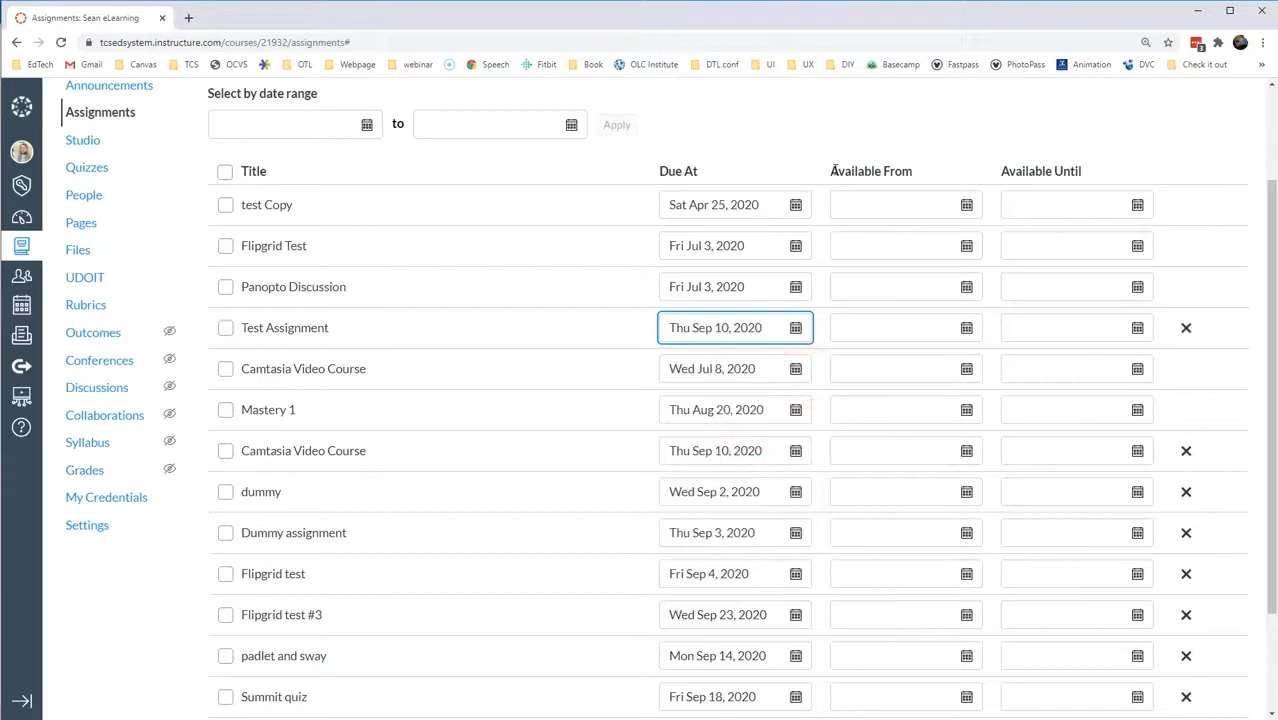 Assignments: Sean eLearning
tcsedsystem.instructure.com/courses/21932/assignments#
EdTech Gmail Canvas TCS OCVS OTL Webpage webinar Speech Fitbit Book OLC Institute DTL conf UI UX DIY Basecamp Fastpass PhotoPass Animation DVC Check it out »
3
Announcements
Assignments
Studio
Quizzes
People
Pages
Files
UDOIT
Rubrics
Outcomes
Conferences
Discussions
Collaborations
Syllabus
Grades
My Credentials
Settings
Select by date range
to Apply
Title Due At Available From Available Until
test Copy Sat Apr 25, 2020
Flipgrid Test Fri Jul 3, 2020
Panopto Discussion Fri Jul 3, 2020
Test Assignment Thu Sep 10, 2020
Camtasia Video Course Wed Jul 8, 2020
Mastery 1 Thu Aug 20, 2020
Camtasia Video Course Thu Sep 10, 2020
dummy Wed Sep 2, 2020
Dummy assignment Thu Sep 3, 2020
Flipgrid test Fri Sep 4, 2020
Flipgrid test #3 Wed Sep 23, 2020
padlet and sway Mon Sep 14, 2020
Summit quiz Fri Sep 18, 2020